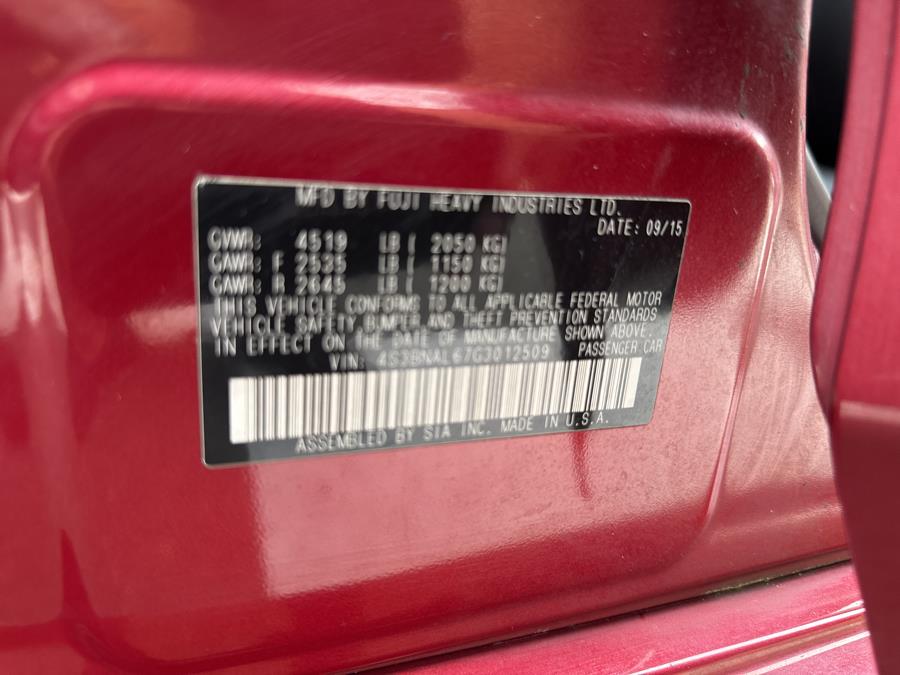 MFD BY FUJI HEAVY INDUSTRIES LTD.
DATE: 09/15
GVWR: 4519 LB ( 2050 KG)
GAWR: F 2535 LB ( 1150 KG)
GAWR: R 2645 LB ( 1200 KG)
THIS VEHICLE CONFORMS TO ALL APPLICABLE FEDERAL MOTOR
VEHICLE SAFETY, BUMPER AND THEFT PREVENTION STANDARDS
IN EFFECT ON THE DATE OF MANUFACTURE SHOWN ABOVE.
VIN: 4S3BNAL67G3012509 PASSENGER CAR
ASSEMBLED BY SIA INC. MADE IN U.S.A.